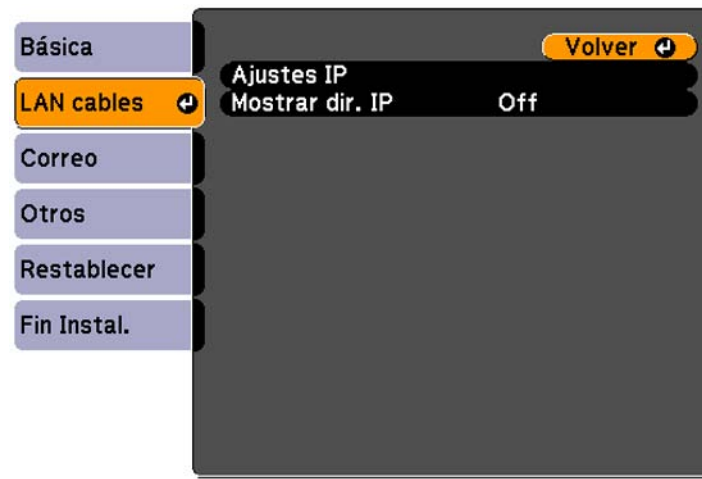 Básica
LAN cables
Correo
Otros
Restablecer
Fin Instal.
Volver
Ajustes IP
Mostrar dir. IP Off